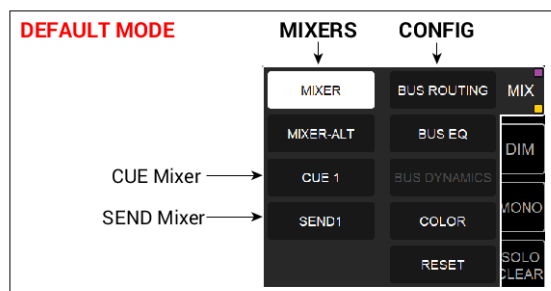 DEFAULT MODE MIXERS CONFIG
MIXER BUS ROUTING MIX
MIXER-ALT BUS EQ DIM
CUE Mixer CUE 1 BUS DYNAMICS
SEND Mixer SEND1 COLOR MONO
RESET SOLO
CLEAR